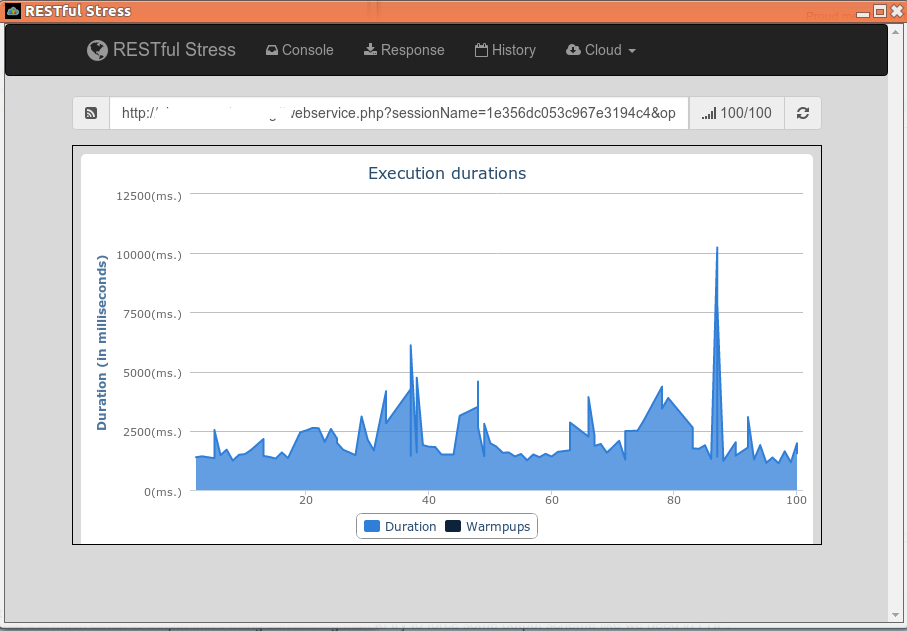 RESTful Stress
RESTful Stress Console Response History Cloud
http:/ webservice.php?sessionName=1e356dc053c967e3194c4&op 100/100
Execution durations
12500(ms.)
10000(ms.)
7500(ms.)
5000(ms.)
2500(ms.)
0(ms.)
Duration (in milliseconds)
20 40 60 80 100
Duration Warmpups